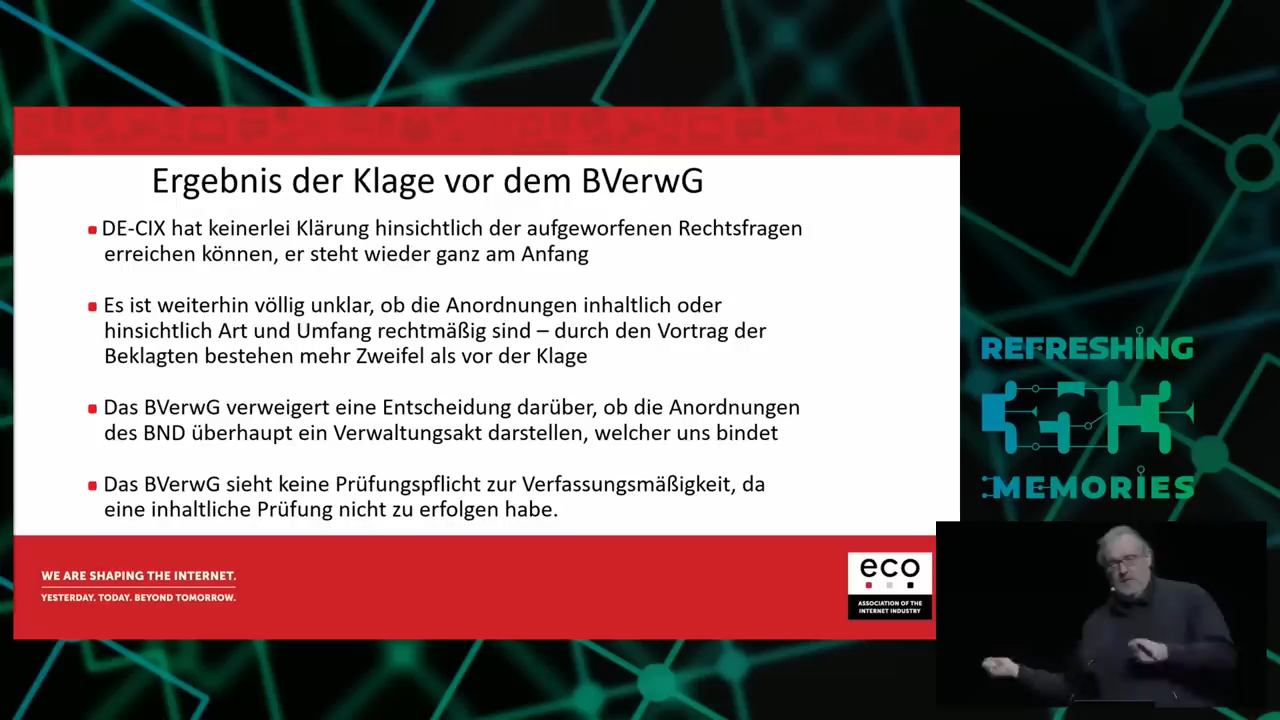 Ergebnis der Klage vor dem BVerwG
DE-CIX hat keinerlei Klärung hinsichtlich der aufgeworfenen Rechtsfragen
erreichen können, er steht wieder ganz am Anfang
Es ist weiterhin völlig unklar, ob die Anordnungen inhaltlich oder
hinsichtlich Art und Umfang rechtmäßig sind – durch den Vortrag der
Beklagten bestehen mehr Zweifel als vor der Klage
Das BVerwG verweigert eine Entscheidung darüber, ob die Anordnungen
des BND überhaupt ein Verwaltungsakt darstellen, welcher uns bindet
Das BVerwG sieht keine Prüfungspflicht zur Verfassungsmäßigkeit, da
eine inhaltliche Prüfung nicht zu erfolgen habe.
WE ARE SHAPING THE INTERNET.
YESTERDAY. TODAY. BEYOND TOMORROW.
eco
ASSOCIATION OF THE
INTERNET INDUSTRY
REFRESHING
:MEMORIES